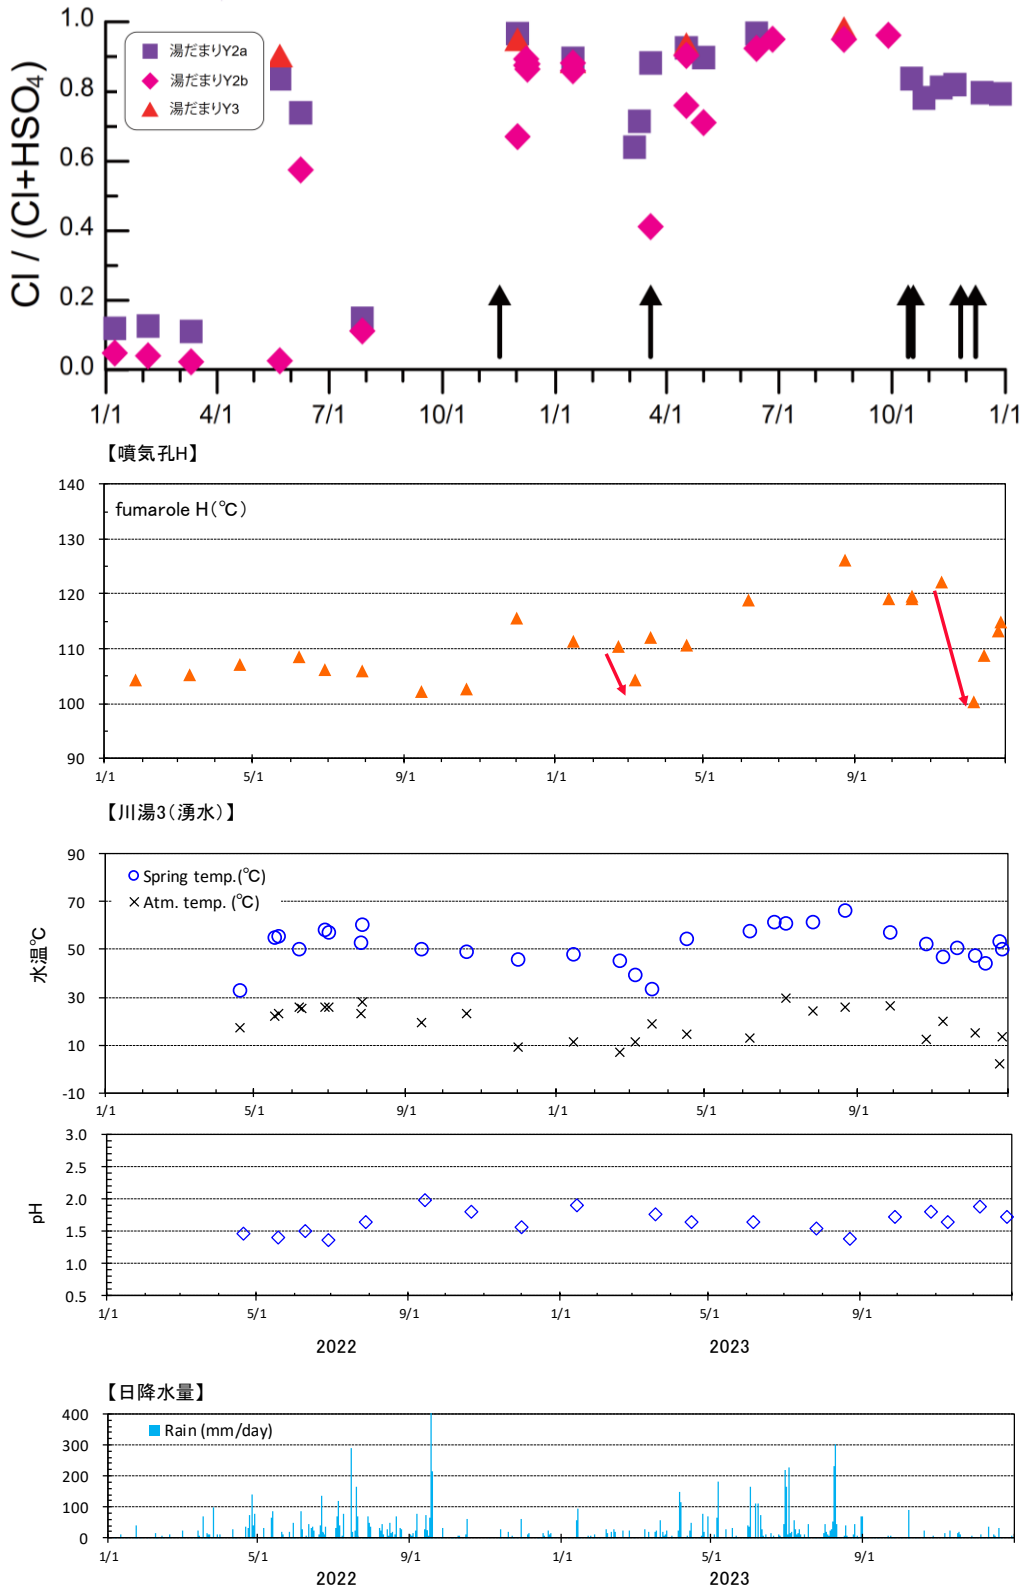 Cl / (Cl+HSO4)
1.0
0.8
0.6
0.4
0.2
0.0
湯だまりY2a
湯だまりY2b
湯だまりY3
1/1 4/1 7/1 10/1 1/1 4/1 7/1 10/1 1/1
【噴気孔H】
fumarole H(℃)
140
130
120
110
100
90
1/1 5/1 9/1 1/1 5/1 9/1
【川湯3(湧水)】
水温℃
90
70
50
30
10
-10
Spring temp.(℃)
Atm. temp. (℃)
1/1 5/1 9/1 1/1 5/1 9/1
pH
3.0
2.5
2.0
1.5
1.0
0.5
1/1 5/1 9/1 1/1 5/1 9/1
2022 2023
【日降水量】
400
300
200
100
0
Rain (mm/day)
1/1 5/1 9/1 1/1 5/1 9/1
2022 2023